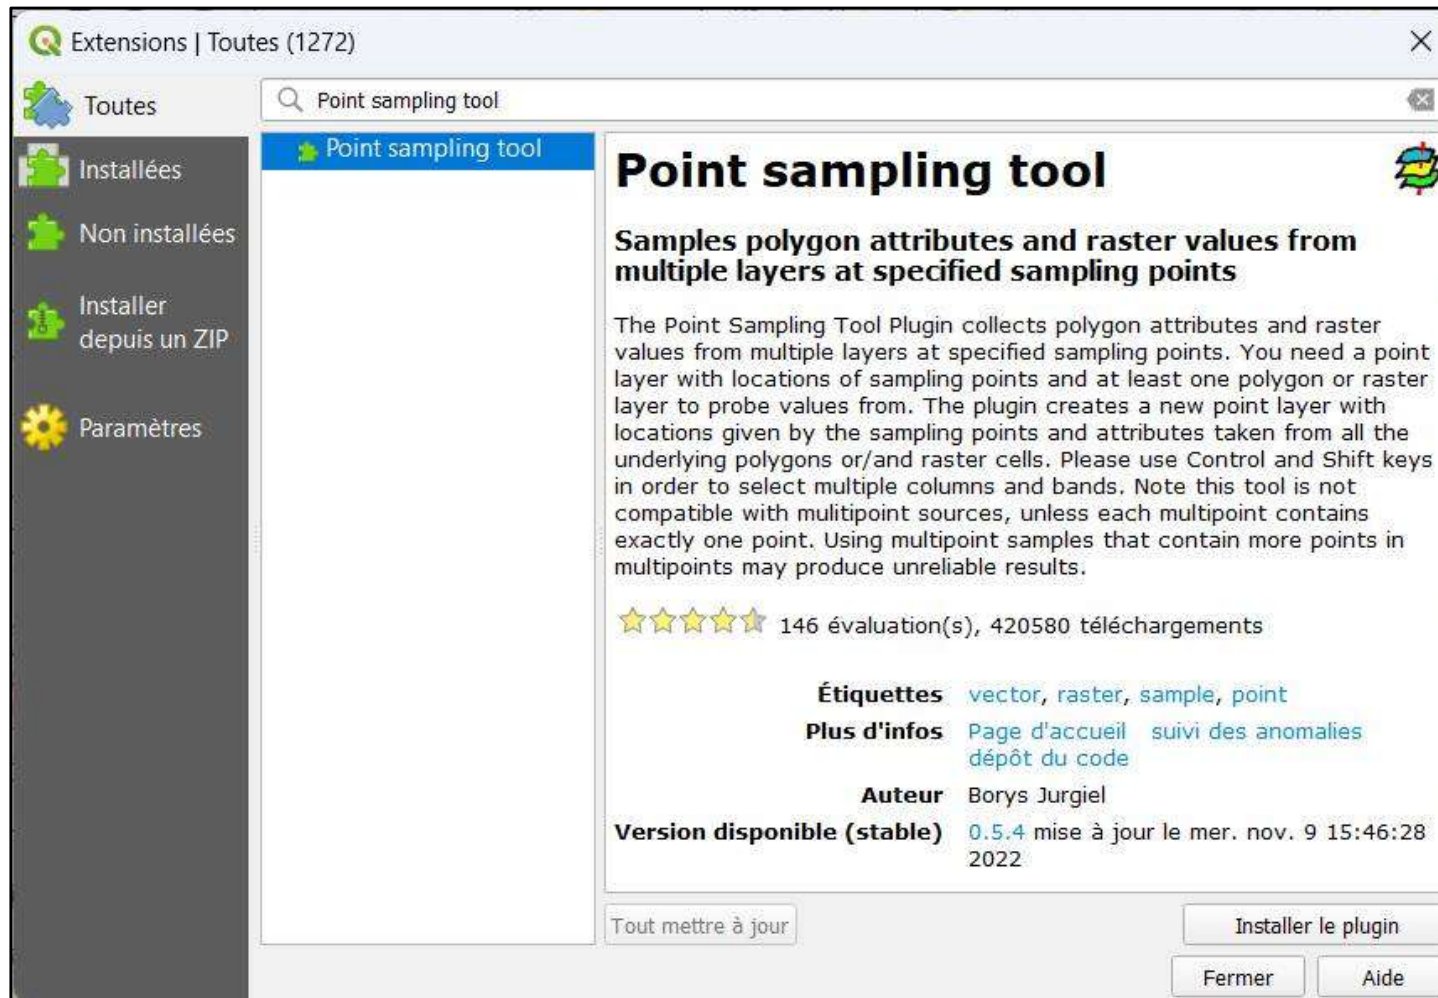 Extensions | Toutes (1272)
Toutes
Installées
Non installées
Installer
depuis un ZIP
Paramètres
Point sampling tool
Point sampling tool
Point sampling tool
Samples polygon attributes and raster values from
multiple layers at specified sampling points
The Point Sampling Tool Plugin collects polygon attributes and raster
values from multiple layers at specified sampling points. You need a point
layer with locations of sampling points and at least one polygon or raster
layer to probe values from. The plugin creates a new point layer with
locations given by the sampling points and attributes taken from all the
underlying polygons or/and raster cells. Please use Control and Shift keys
in order to select multiple columns and bands. Note this tool is not
compatible with mulitipoint sources, unless each multipoint contains
exactly one point. Using multipoint samples that contain more points in
multipoints may produce unreliable results.
146 évaluation(s), 420580 téléchargements
Étiquettes vector, raster, sample, point
Plus d'infos Page d'accueil suivi des anomalies
dépôt du code
Auteur Borys Jurgiel
Version disponible (stable) 0.5.4 mise à jour le mer. nov. 9 15:46:28
2022
Tout mettre à jour
Installer le plugin
Fermer
Aide